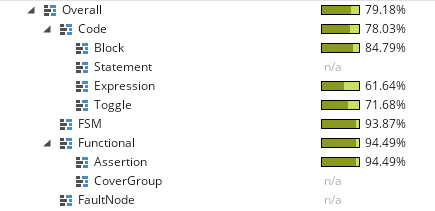 Overall 79.18%
Code 78.03%
Block 84.79%
Statement n/a
Expression 61.64%
Toggle 71.68%
FSM 93.87%
Functional 94.49%
Assertion 94.49%
CoverGroup n/a
FaultNode n/a